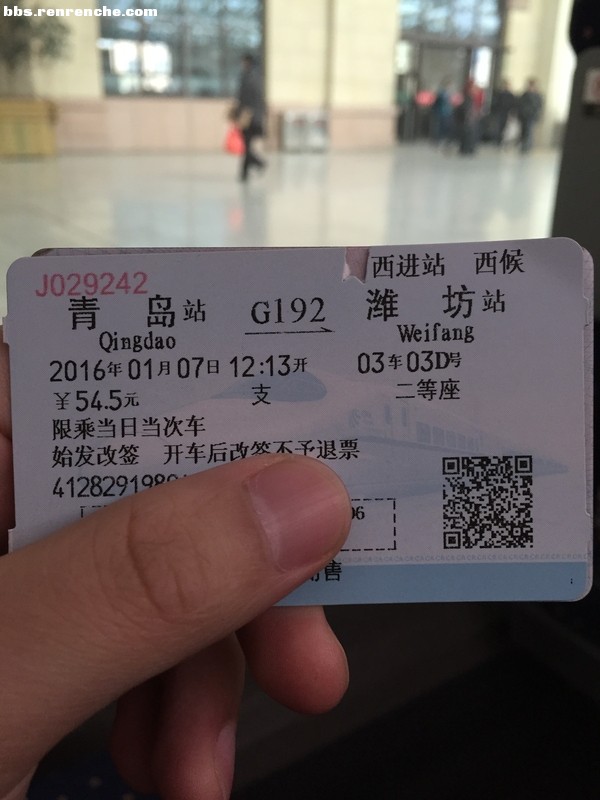 bbs.renrenche.com
西进站 西候
J029242
青岛站 G192 潍坊站
Qingdao Weifang
2016年01月07日 12:13开 03车03D号
￥54.5元 支 二等座
限乘当日当次车
始发改签 开车后改签不予退票
412829198
06
售